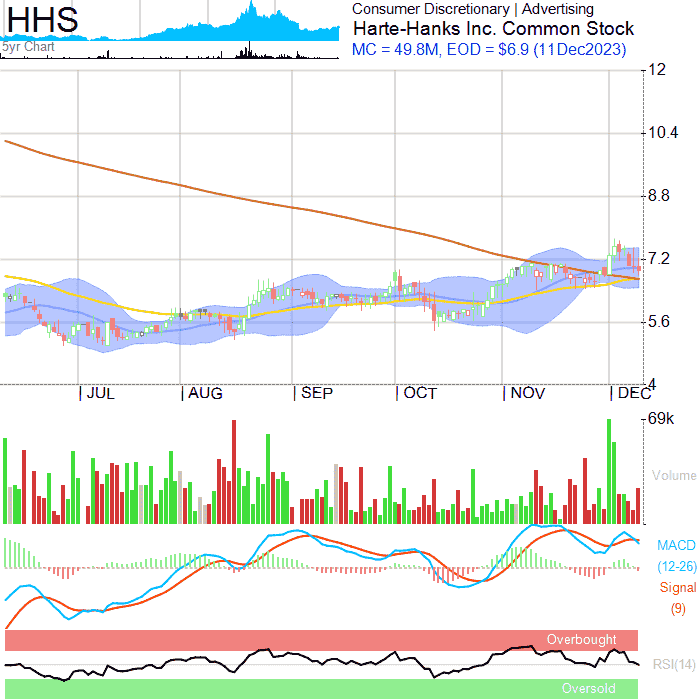 HHS
5yr Chart
Consumer Discretionary | Advertising
Harte-Hanks Inc. Common Stock
MC = 49.8M, EOD = $6.9 (11Dec2023)
12
10.4
8.8
7.2
5.6
4
| JUL | AUG | SEP | OCT | NOV | DEC
69k
Volume
MACD
(12-26)
Signal
(9)
Overbought
RSI(14)
Oversold